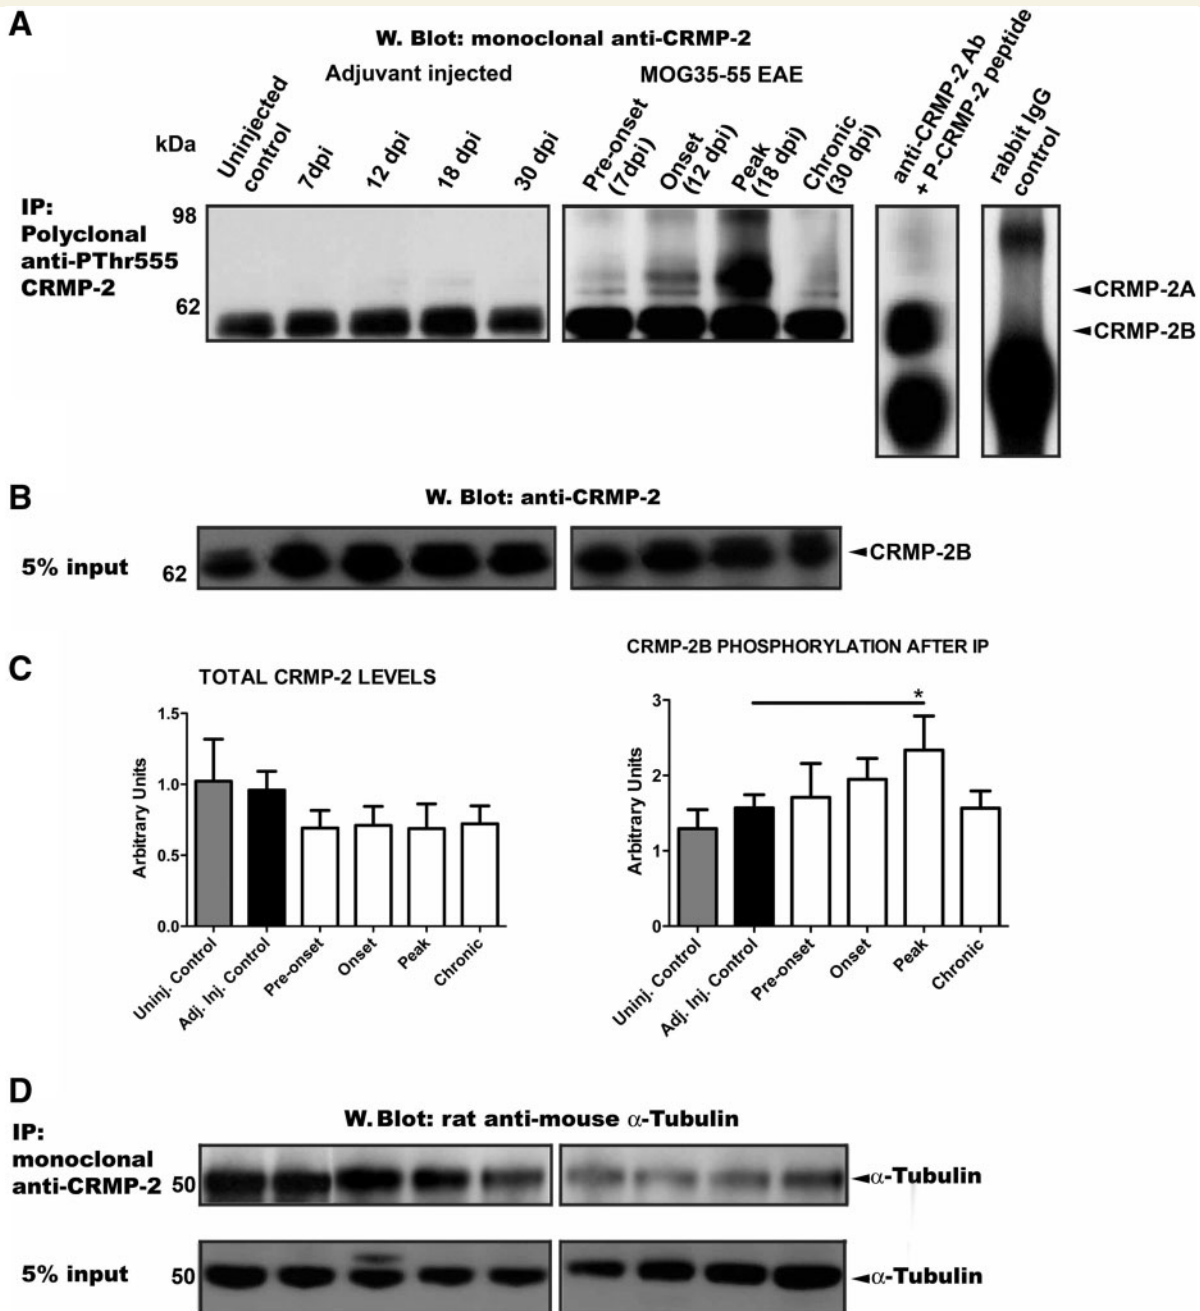 A
W. Blot: monoclonal anti-CRMP-2
Adjuvant injected
MOG35-55 EAE
kDa
Uninjected
control
7dpi
12 dpi
18 dpi
30 dpi
Pre-onset
(7dpi)
Onset
(12 dpi)
Peak
(18 dpi)
Chronic
(30 dpi)
anti-CRMP-2 Ab
+ P-CRMP-2 peptide
rabbit IgG
control
IP:
Polyclonal
anti-PThr555
CRMP-2
98
62
◄CRMP-2A
◄CRMP-2B
B
W. Blot: anti-CRMP-2
5% input
62
◄CRMP-2B
C
TOTAL CRMP-2 LEVELS
Arbitrary Units
1.5
1.0
0.5
0.0
Uninj. Control
Adj. Inj. Control
Pre-onset
Onset
Peak
Chronic
CRMP-2B PHOSPHORYLATION AFTER IP
Arbitrary Units
3
2
1
0
*
Uninj. Control
Adj. Inj. Control
Pre-onset
Onset
Peak
Chronic
D
W. Blot: rat anti-mouse α-Tubulin
IP:
monoclonal
anti-CRMP-2
50
◄α-Tubulin
5% input
50
◄α-Tubulin